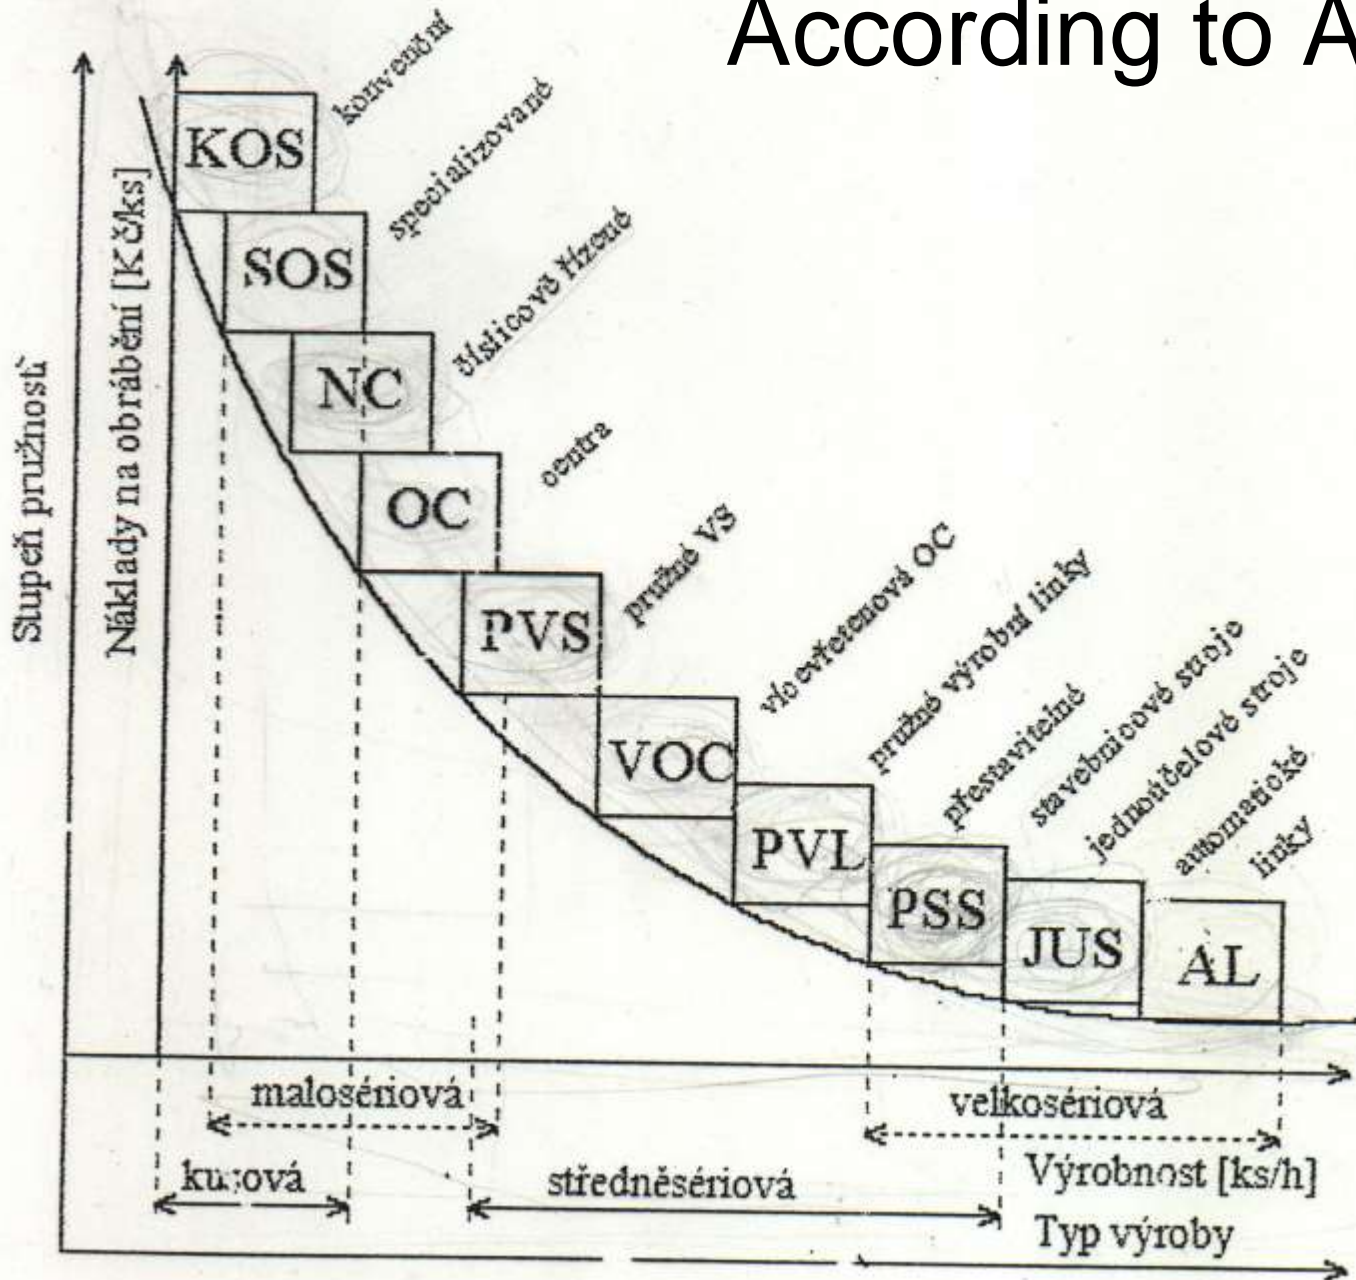 According to A
konvenční
KOS
specializované
SOS
číslicově řízené
NC
centra
OC
pružné VS
PVS
vícevřetenová OC
VOC
pružné výrobní linky
PVL
přestavitelné
stavebnicové stroje
PSS
jednoúčelové stroje
JUS
automatické
linky
AL
Stupeň pružnosti
Náklady na obrábění [Kč/ks]
malosériová
velkosériová
kusová
středněsériová
Výrobnost [ks/h]
Typ výroby